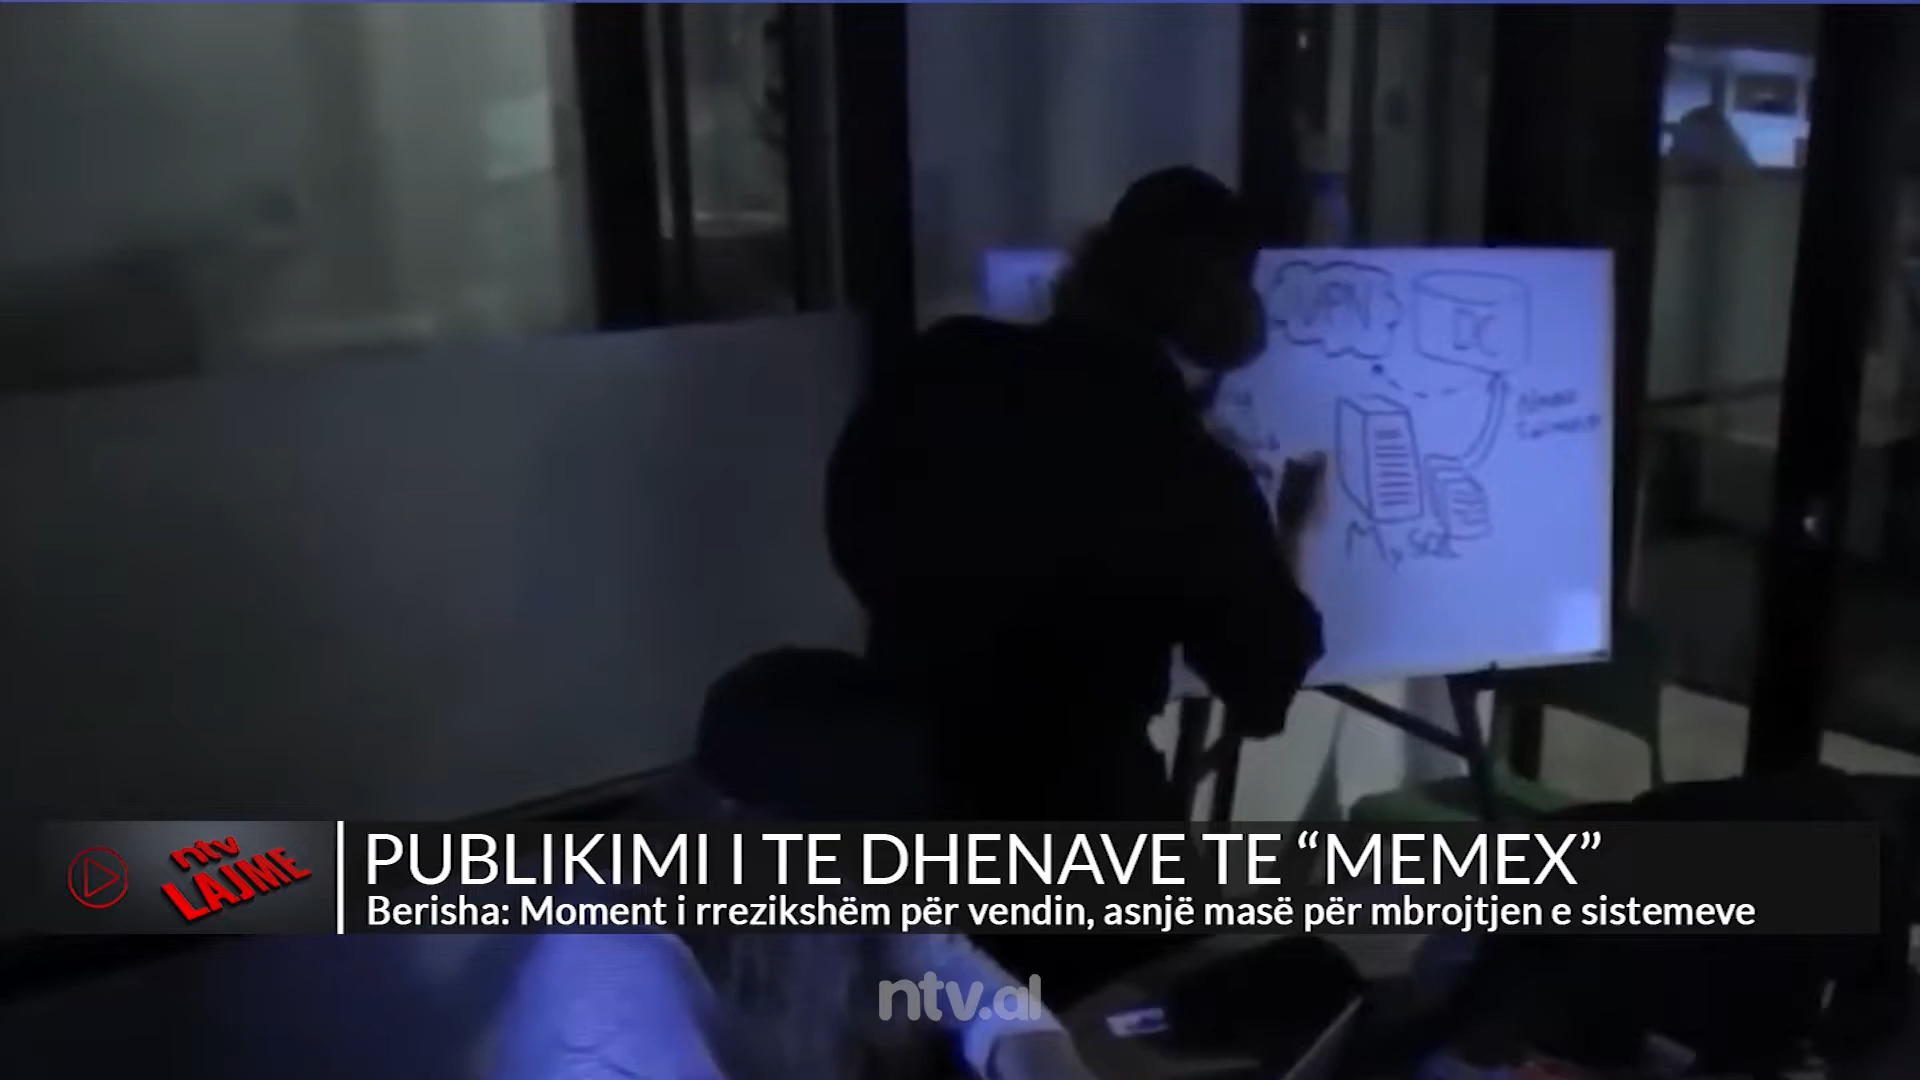 VPN
DC
MySQL
ntv
LAJME
PUBLIKIMI I TE DHENAVE TE “MEMEX”
Berisha: Moment i rrezikshëm për vendin, asnjë masë për mbrojtjen e sistemeve
ntv.al